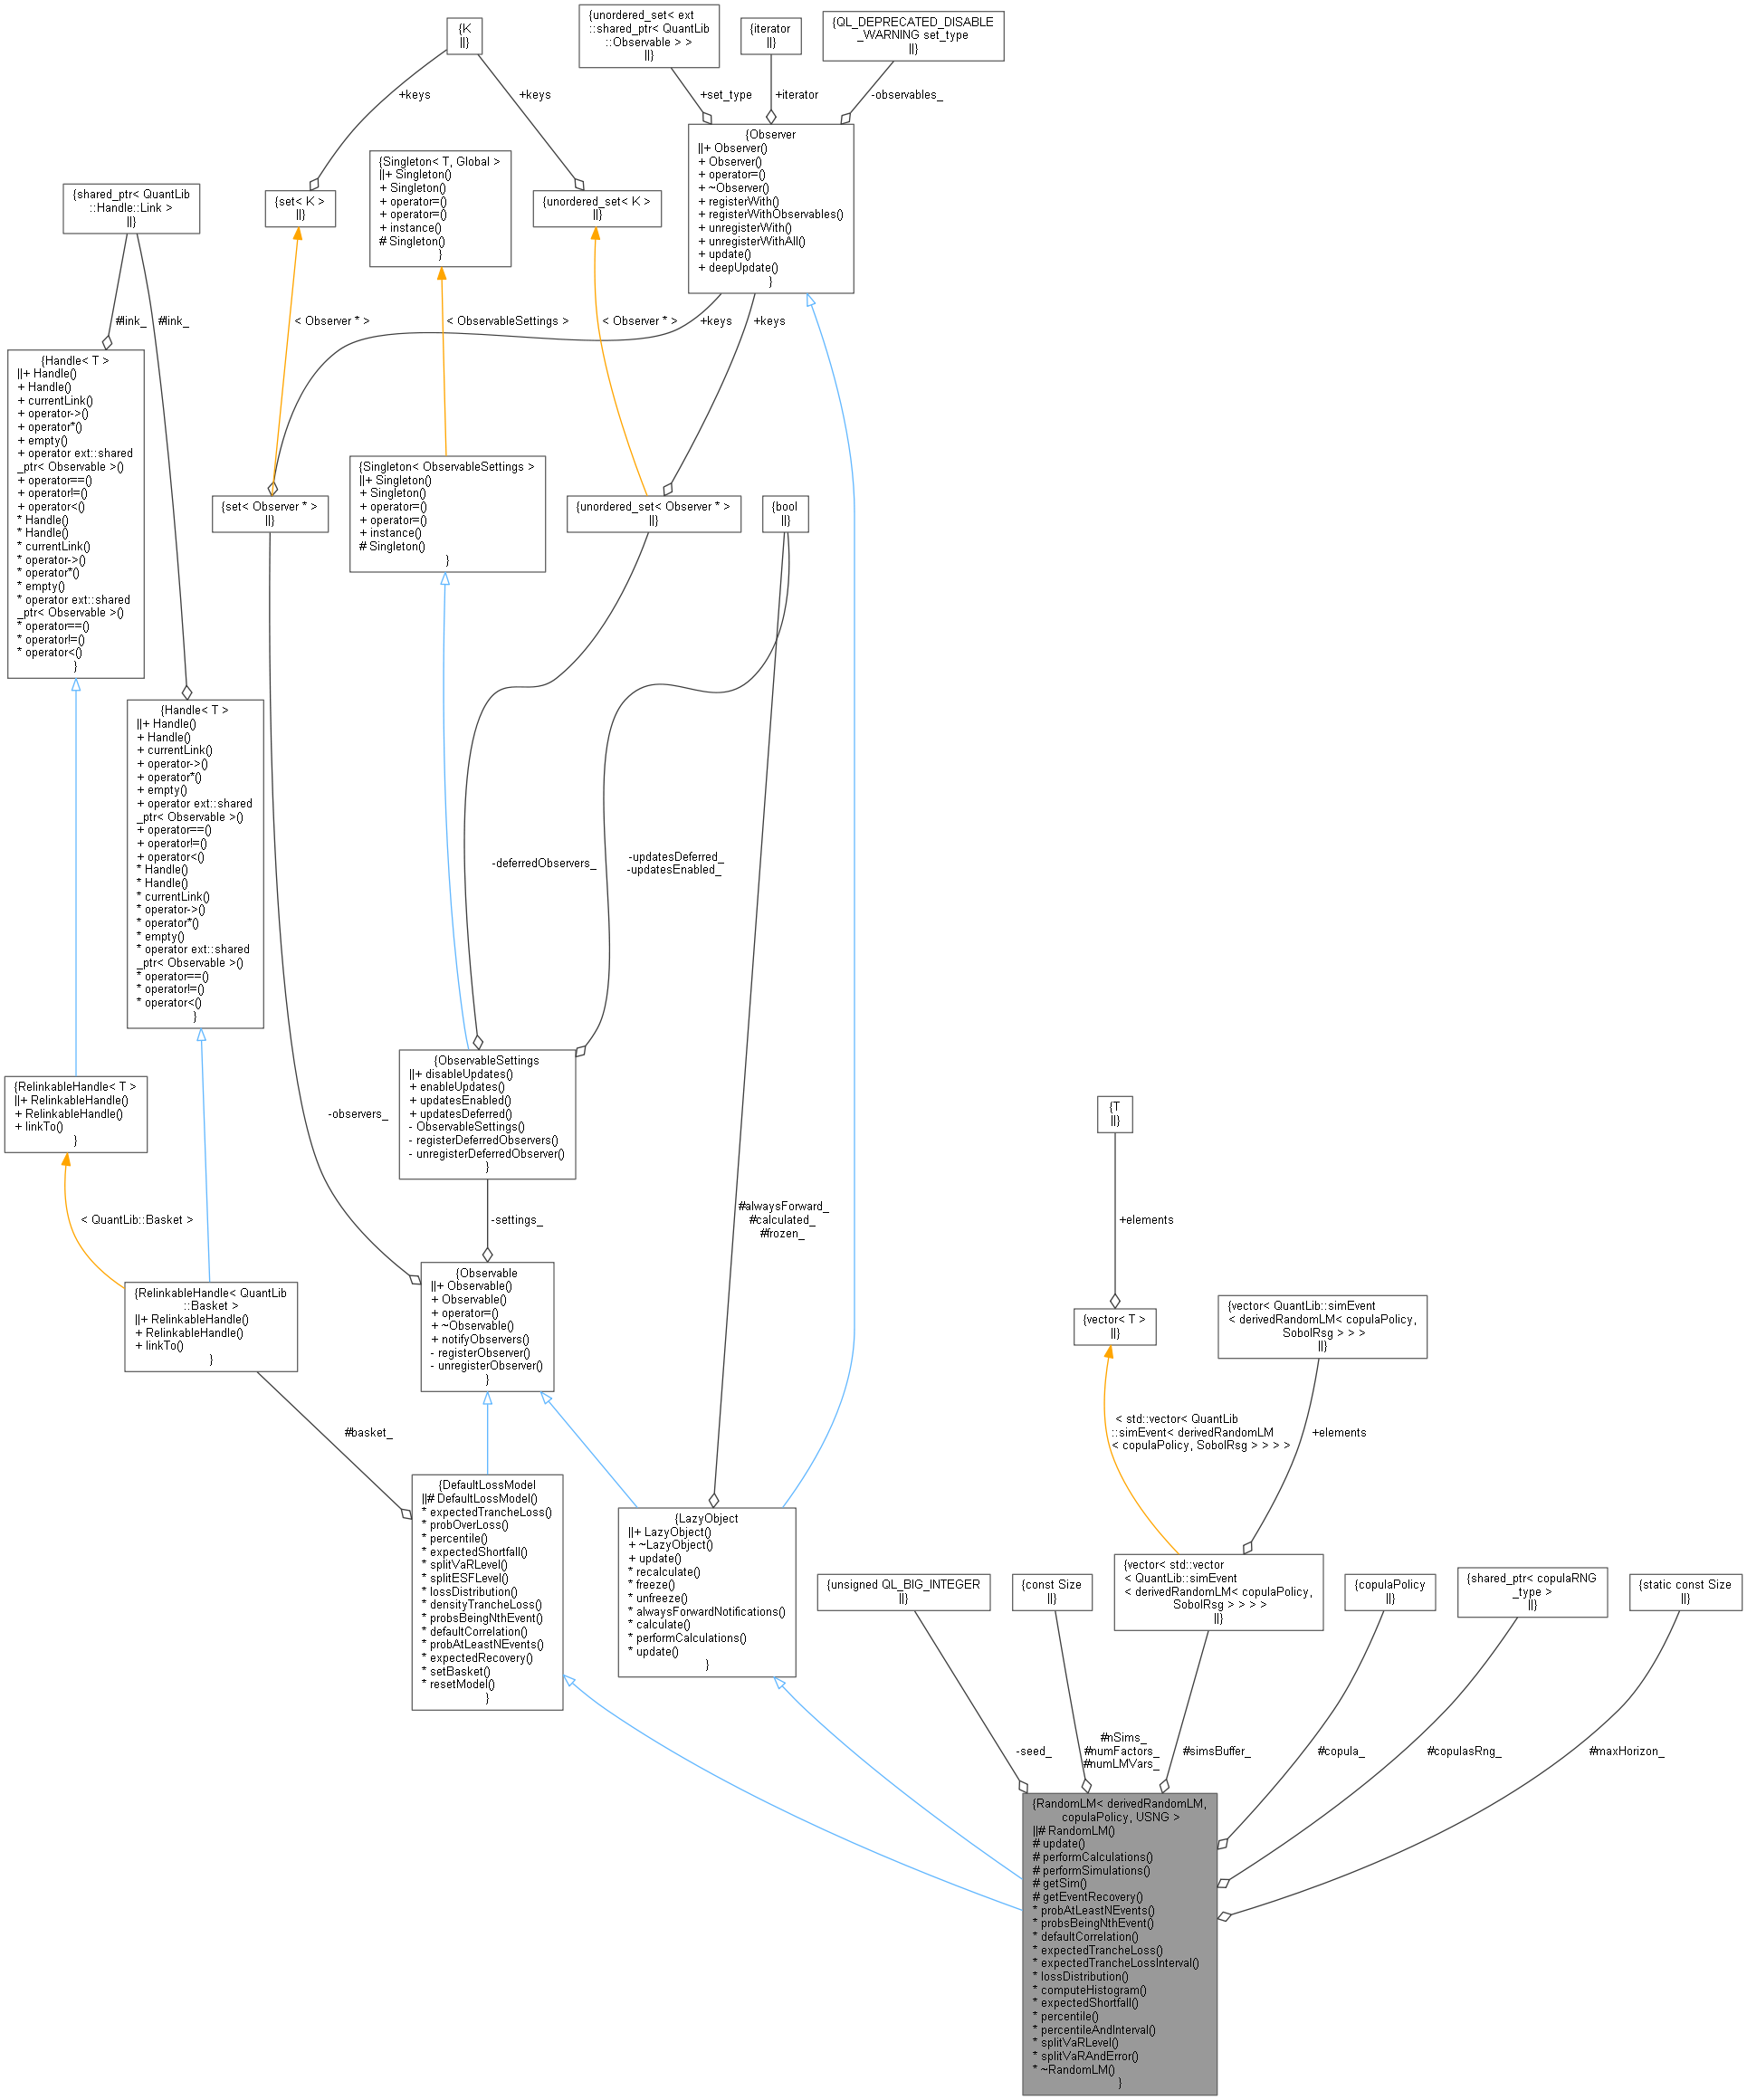 {K
||}
{unordered_set< ext
::shared_ptr< QuantLib
::Observable > >
||}
{iterator
||}
{QL_DEPRECATED_DISABLE
_WARNING set_type
||}
+keys
+keys
+set_type
+iterator
-observables_
{Observer
||+ Observer()
+ Observer()
+ operator=()
+ ~Observer()
+ registerWith()
+ registerWithObservables()
+ unregisterWith()
+ unregisterWithAll()
+ update()
+ deepUpdate()
}
{Singleton< T, Global >
||+ Singleton()
+ Singleton()
+ operator=()
+ operator=()
+ instance()
# Singleton()
}
{shared_ptr< QuantLib
::Handle::Link >
||}
{set< K >
||}
{unordered_set< K >
||}
#link_
#link_
< Observer * >
< ObservableSettings >
< Observer * >
+keys
+keys
{Handle< T >
||+ Handle()
+ Handle()
+ currentLink()
+ operator->()
+ operator*()
+ empty()
+ operator ext::shared
_ptr< Observable >()
+ operator==()
+ operator!=()
+ operator<()
* Handle()
* Handle()
* currentLink()
* operator->()
* operator*()
* empty()
* operator ext::shared
_ptr< Observable >()
* operator==()
* operator!=()
* operator<()
}
{set< Observer * >
||}
{Singleton< ObservableSettings >
||+ Singleton()
+ Singleton()
+ operator=()
+ operator=()
+ instance()
# Singleton()
}
{unordered_set< Observer * >
||}
{bool
||}
{Handle< T >
||+ Handle()
+ Handle()
+ currentLink()
+ operator->()
+ operator*()
+ empty()
+ operator ext::shared
_ptr< Observable >()
+ operator==()
+ operator!=()
+ operator<()
* Handle()
* Handle()
* currentLink()
* operator->()
* operator*()
* empty()
* operator ext::shared
_ptr< Observable >()
* operator==()
* operator!=()
* operator<()
}
-deferredObservers_
-updatesDeferred_
-updatesEnabled_
{RelinkableHandle< T >
||+ RelinkableHandle()
+ RelinkableHandle()
+ linkTo()
}
-observers_
{ObservableSettings
||+ disableUpdates()
+ enableUpdates()
+ updatesEnabled()
+ updatesDeferred()
- ObservableSettings()
- registerDeferredObservers()
- unregisterDeferredObserver()
}
{T
||}
< QuantLib::Basket >
-settings_
#alwaysForward_
#calculated_
#frozen_
+elements
{RelinkableHandle< QuantLib
::Basket >
||+ RelinkableHandle()
+ RelinkableHandle()
+ linkTo()
}
{Observable
||+ Observable()
+ Observable()
+ operator=()
+ ~Observable()
+ notifyObservers()
- registerObserver()
- unregisterObserver()
}
{vector< T >
||}
{vector< QuantLib::simEvent
< derivedRandomLM< copulaPolicy,
SobolRsg > > >
||}
#basket_
< std::vector< QuantLib
::simEvent< derivedRandomLM
< copulaPolicy, SobolRsg > > > >
+elements
{DefaultLossModel
||# DefaultLossModel()
* expectedTrancheLoss()
* probOverLoss()
* percentile()
* expectedShortfall()
* splitVaRLevel()
* splitESFLevel()
* lossDistribution()
* densityTrancheLoss()
* probsBeingNthEvent()
* defaultCorrelation()
* probAtLeastNEvents()
* expectedRecovery()
* setBasket()
* resetModel()
}
{LazyObject
||+ LazyObject()
+ ~LazyObject()
+ update()
* recalculate()
* freeze()
* unfreeze()
* alwaysForwardNotifications()
* calculate()
* performCalculations()
* update()
}
{unsigned QL_BIG_INTEGER
||}
{const Size
||}
{vector< std::vector
< QuantLib::simEvent
< derivedRandomLM< copulaPolicy,
SobolRsg > > > >
||}
{copulaPolicy
||}
{shared_ptr< copulaRNG
_type >
||}
{static const Size
||}
-seed_
#nSims_
#numFactors_
#numLMVars_
#simsBuffer_
#copula_
#copulasRng_
#maxHorizon_
{RandomLM< derivedRandomLM,
copulaPolicy, USNG >
||# RandomLM()
# update()
# performCalculations()
# performSimulations()
# getSim()
# getEventRecovery()
* probAtLeastNEvents()
* probsBeingNthEvent()
* defaultCorrelation()
* expectedTrancheLoss()
* expectedTrancheLossInterval()
* lossDistribution()
* computeHistogram()
* expectedShortfall()
* percentile()
* percentileAndInterval()
* splitVaRLevel()
* splitVaRAndError()
* ~RandomLM()
}